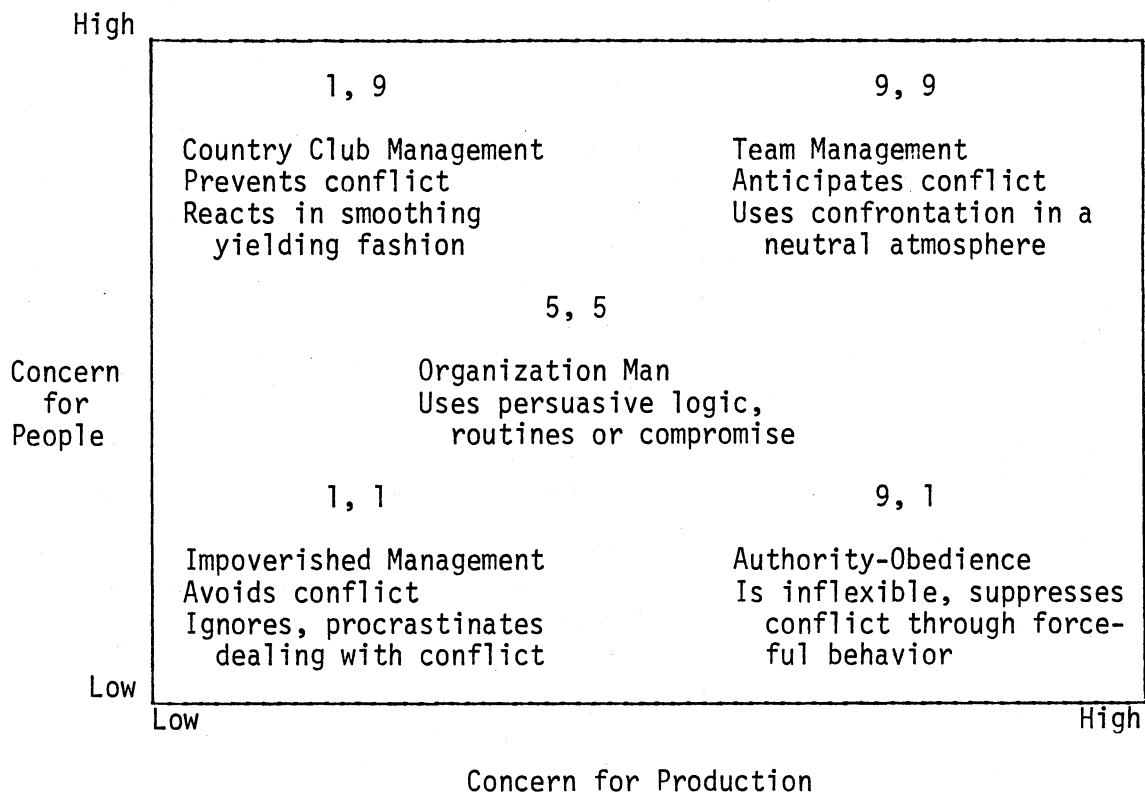 High
1, 9
Country Club Management
Prevents conflict
Reacts in smoothing
yielding fashion
9, 9
Team Management
Anticipates conflict
Uses confrontation in a
neutral atmosphere
5, 5
Organization Man
Uses persuasive logic,
routines or compromise
Concern
for
People
1, 1
Impoverished Management
Avoids conflict
Ignores, procrastinates
dealing with conflict
9, 1
Authority-Obedience
Is inflexible, suppresses
conflict through force-
ful behavior
Low
Low
High
Concern for Production